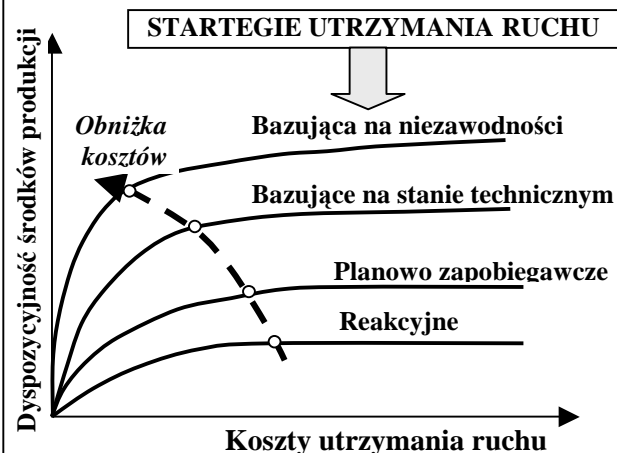 STARTEGIE UTRZYMANIA RUCHU
Dyspozycyjność środków produkcji
Obniżka
kosztów
Bazująca na niezawodności
Bazujące na stanie technicznym
Planowo zapobiegawcze
Reakcyjne
Koszty utrzymania ruchu